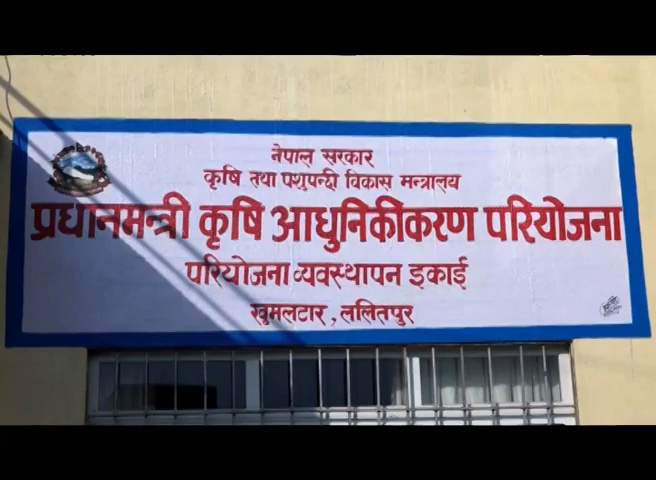 नेपाल सरकार
कृषि तथा पशुपन्छी विकास मन्त्रालय
प्रधानमन्त्री कृषि आधुनिकीकरण परियोजना
परियोजना व्यवस्थापन इकाई
खुमलटार, ललितपुर